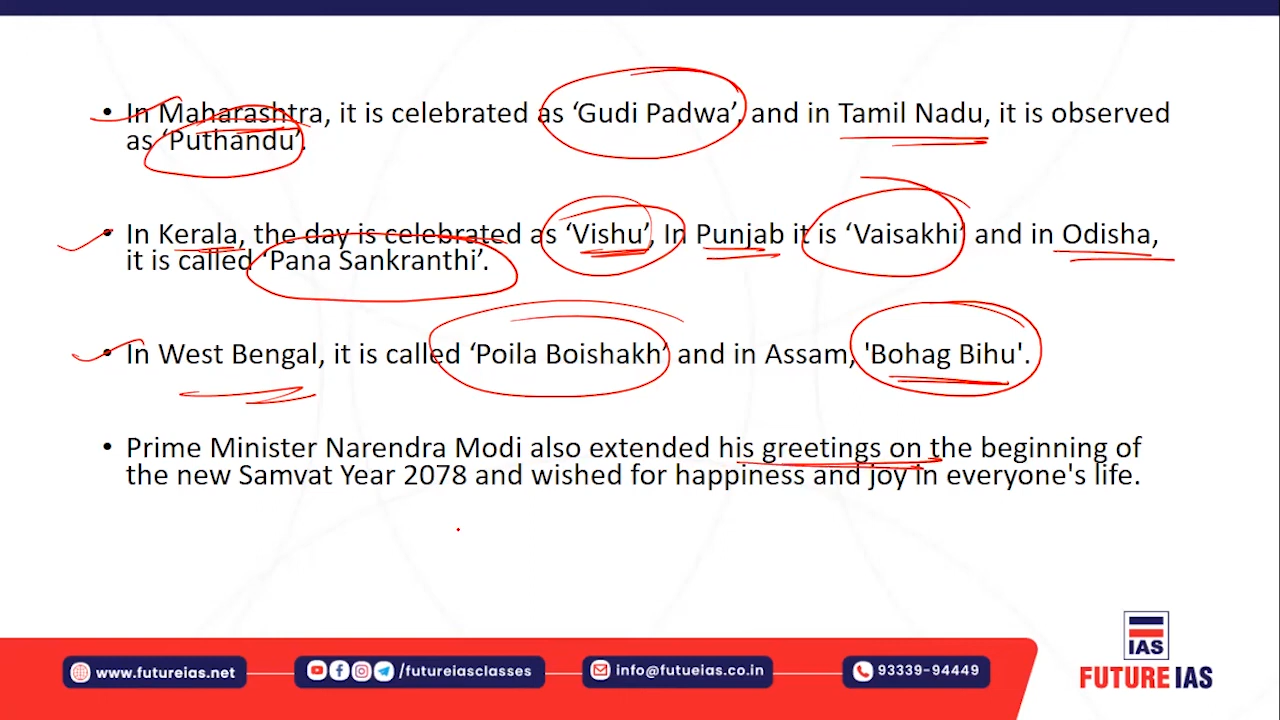 • In Maharashtra, it is celebrated as ‘Gudi Padwa’, and in Tamil Nadu, it is observed
as ‘Puthandu’.
• In Kerala, the day is celebrated as ‘Vishu’, In Punjab it is ‘Vaisakhi’ and in Odisha,
it is called ‘Pana Sankranthi’.
• In West Bengal, it is called ‘Poila Boishakh’ and in Assam, 'Bohag Bihu'.
• Prime Minister Narendra Modi also extended his greetings on the beginning of
the new Samvat Year 2078 and wished for happiness and joy in everyone's life.
IAS
FUTURE IAS
www.futureias.net
/futureiasclasses
info@futueias.co.in
93339-94449